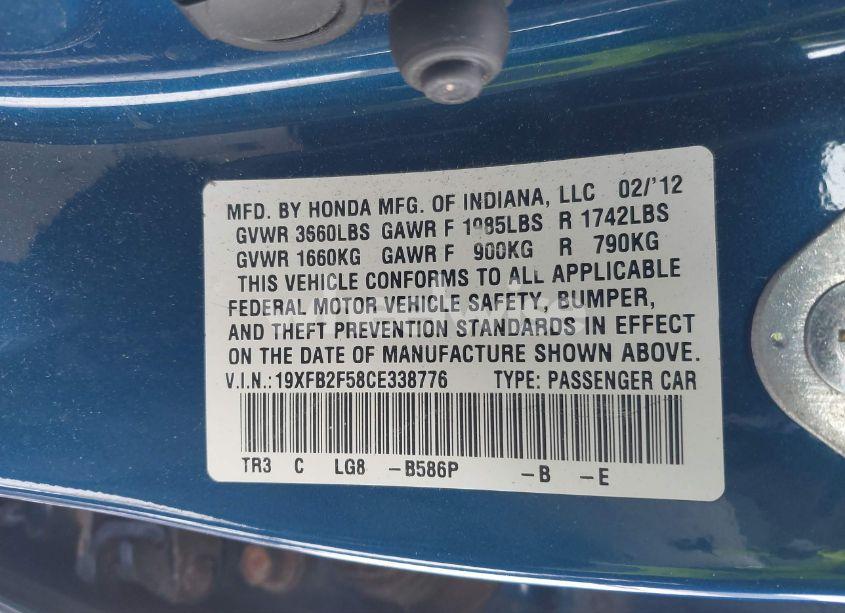 MFD. BY HONDA MFG. OF INDIANA, LLC 02/'12
GVWR 3660LBS GAWR F 1985LBS R 1742LBS
GVWR 1660KG GAWR F 900KG R 790KG
THIS VEHICLE CONFORMS TO ALL APPLICABLE
FEDERAL MOTOR VEHICLE SAFETY, BUMPER,
AND THEFT PREVENTION STANDARDS IN EFFECT
ON THE DATE OF MANUFACTURE SHOWN ABOVE.
V.I.N.:19XFB2F58CE338776 TYPE: PASSENGER CAR
TR3 C LG8 -B586P -B -E